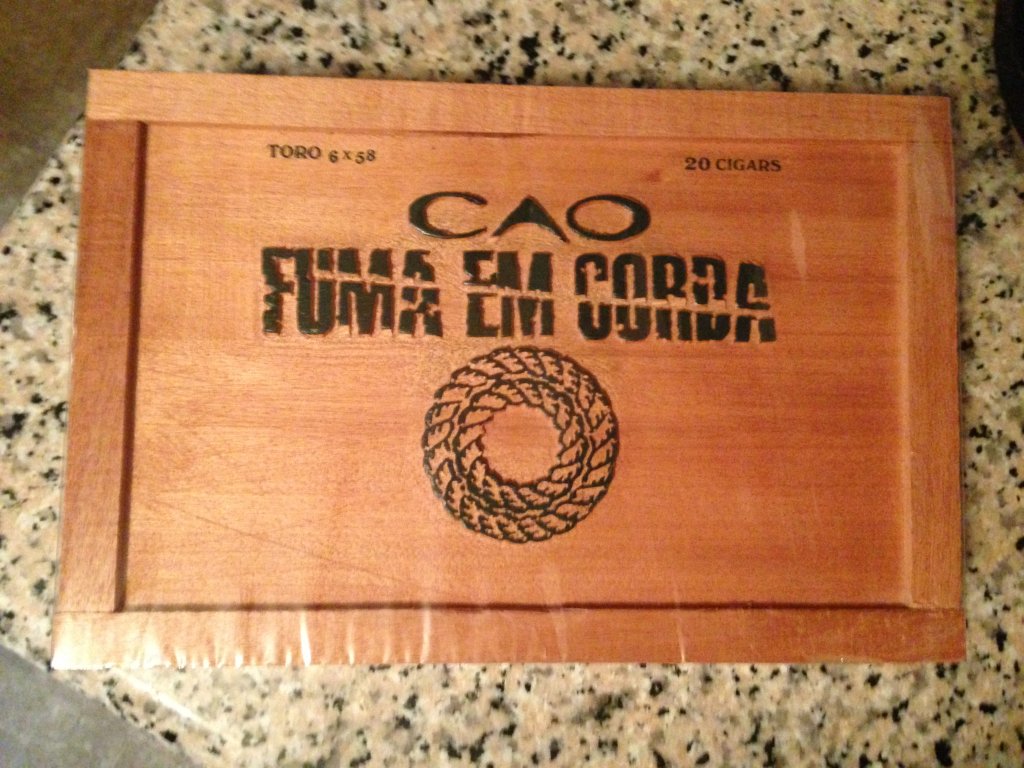 TORO 6 x 58
20 CIGARS
CAO
FUMA EM CORDA